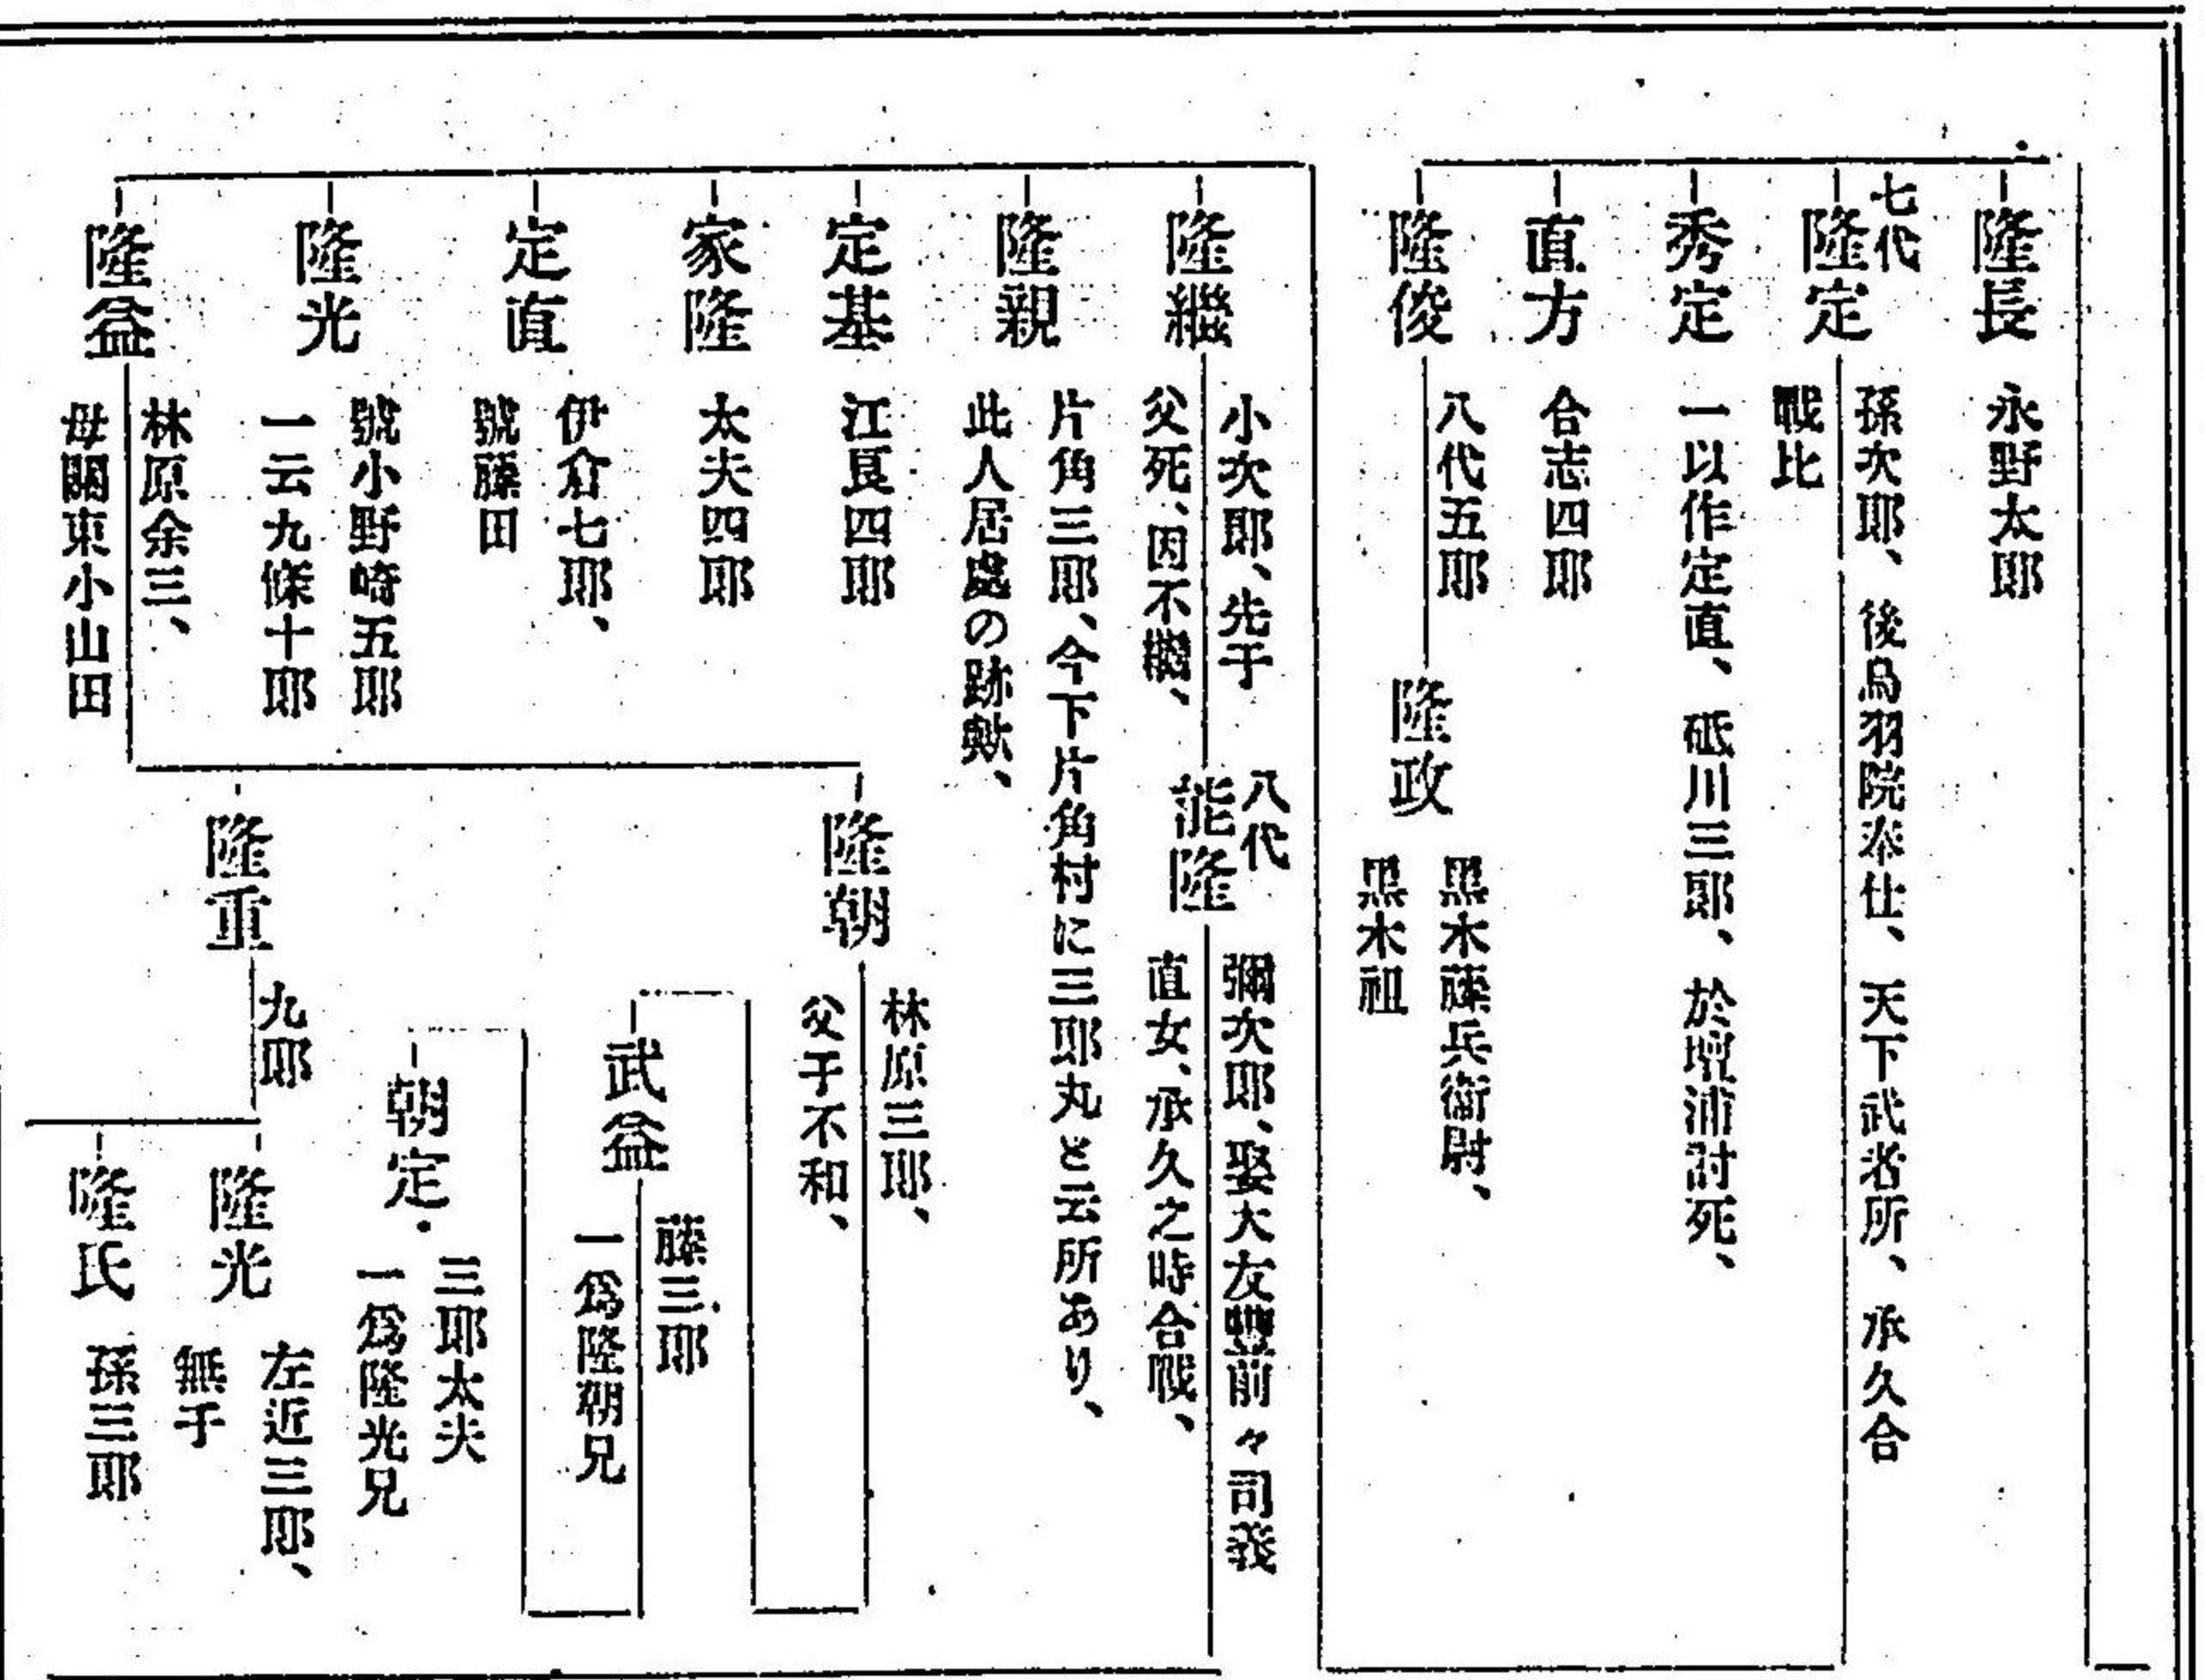 隆長
永野太郎
七代
隆定
孫次郎、後鳥羽院奉仕、天下武者所、承久合
戰比
秀定
一以作定直、砥川三郎、於壇浦討死、
直方
合志四郎
隆俊
八代五郎
隆政
黒木藤兵衞尉、
黒木祖
隆繼
小次郎、先于
父死、因不繼、
八代
能隆
彌次郎、娶大友豐前々司義
直女、承久之時合戰、
隆親
片角三郎、今下片角村に三郎丸と云所あり、
此人居處の跡歟、
定基
江良四郎
家隆
太夫四郎
定直
伊倉七郎、
號藤田
隆光
號小野崎五郎
一云九條十郎
隆益
林原余三、
母關東小山田
隆朝
林原三郎、
父子不和、
武益
藤三郎
一爲隆朝兄
朝定
三郎太夫
一爲隆光兄
隆重
九郎
隆光
左近三郎、
無子
隆氏
孫三郎